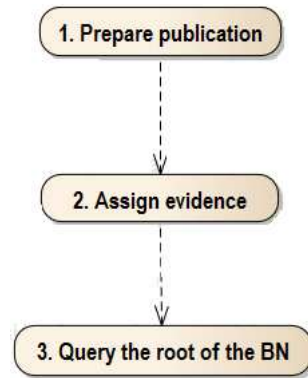 1. Prepare publication
2. Assign evidence
3. Query the root of the BN